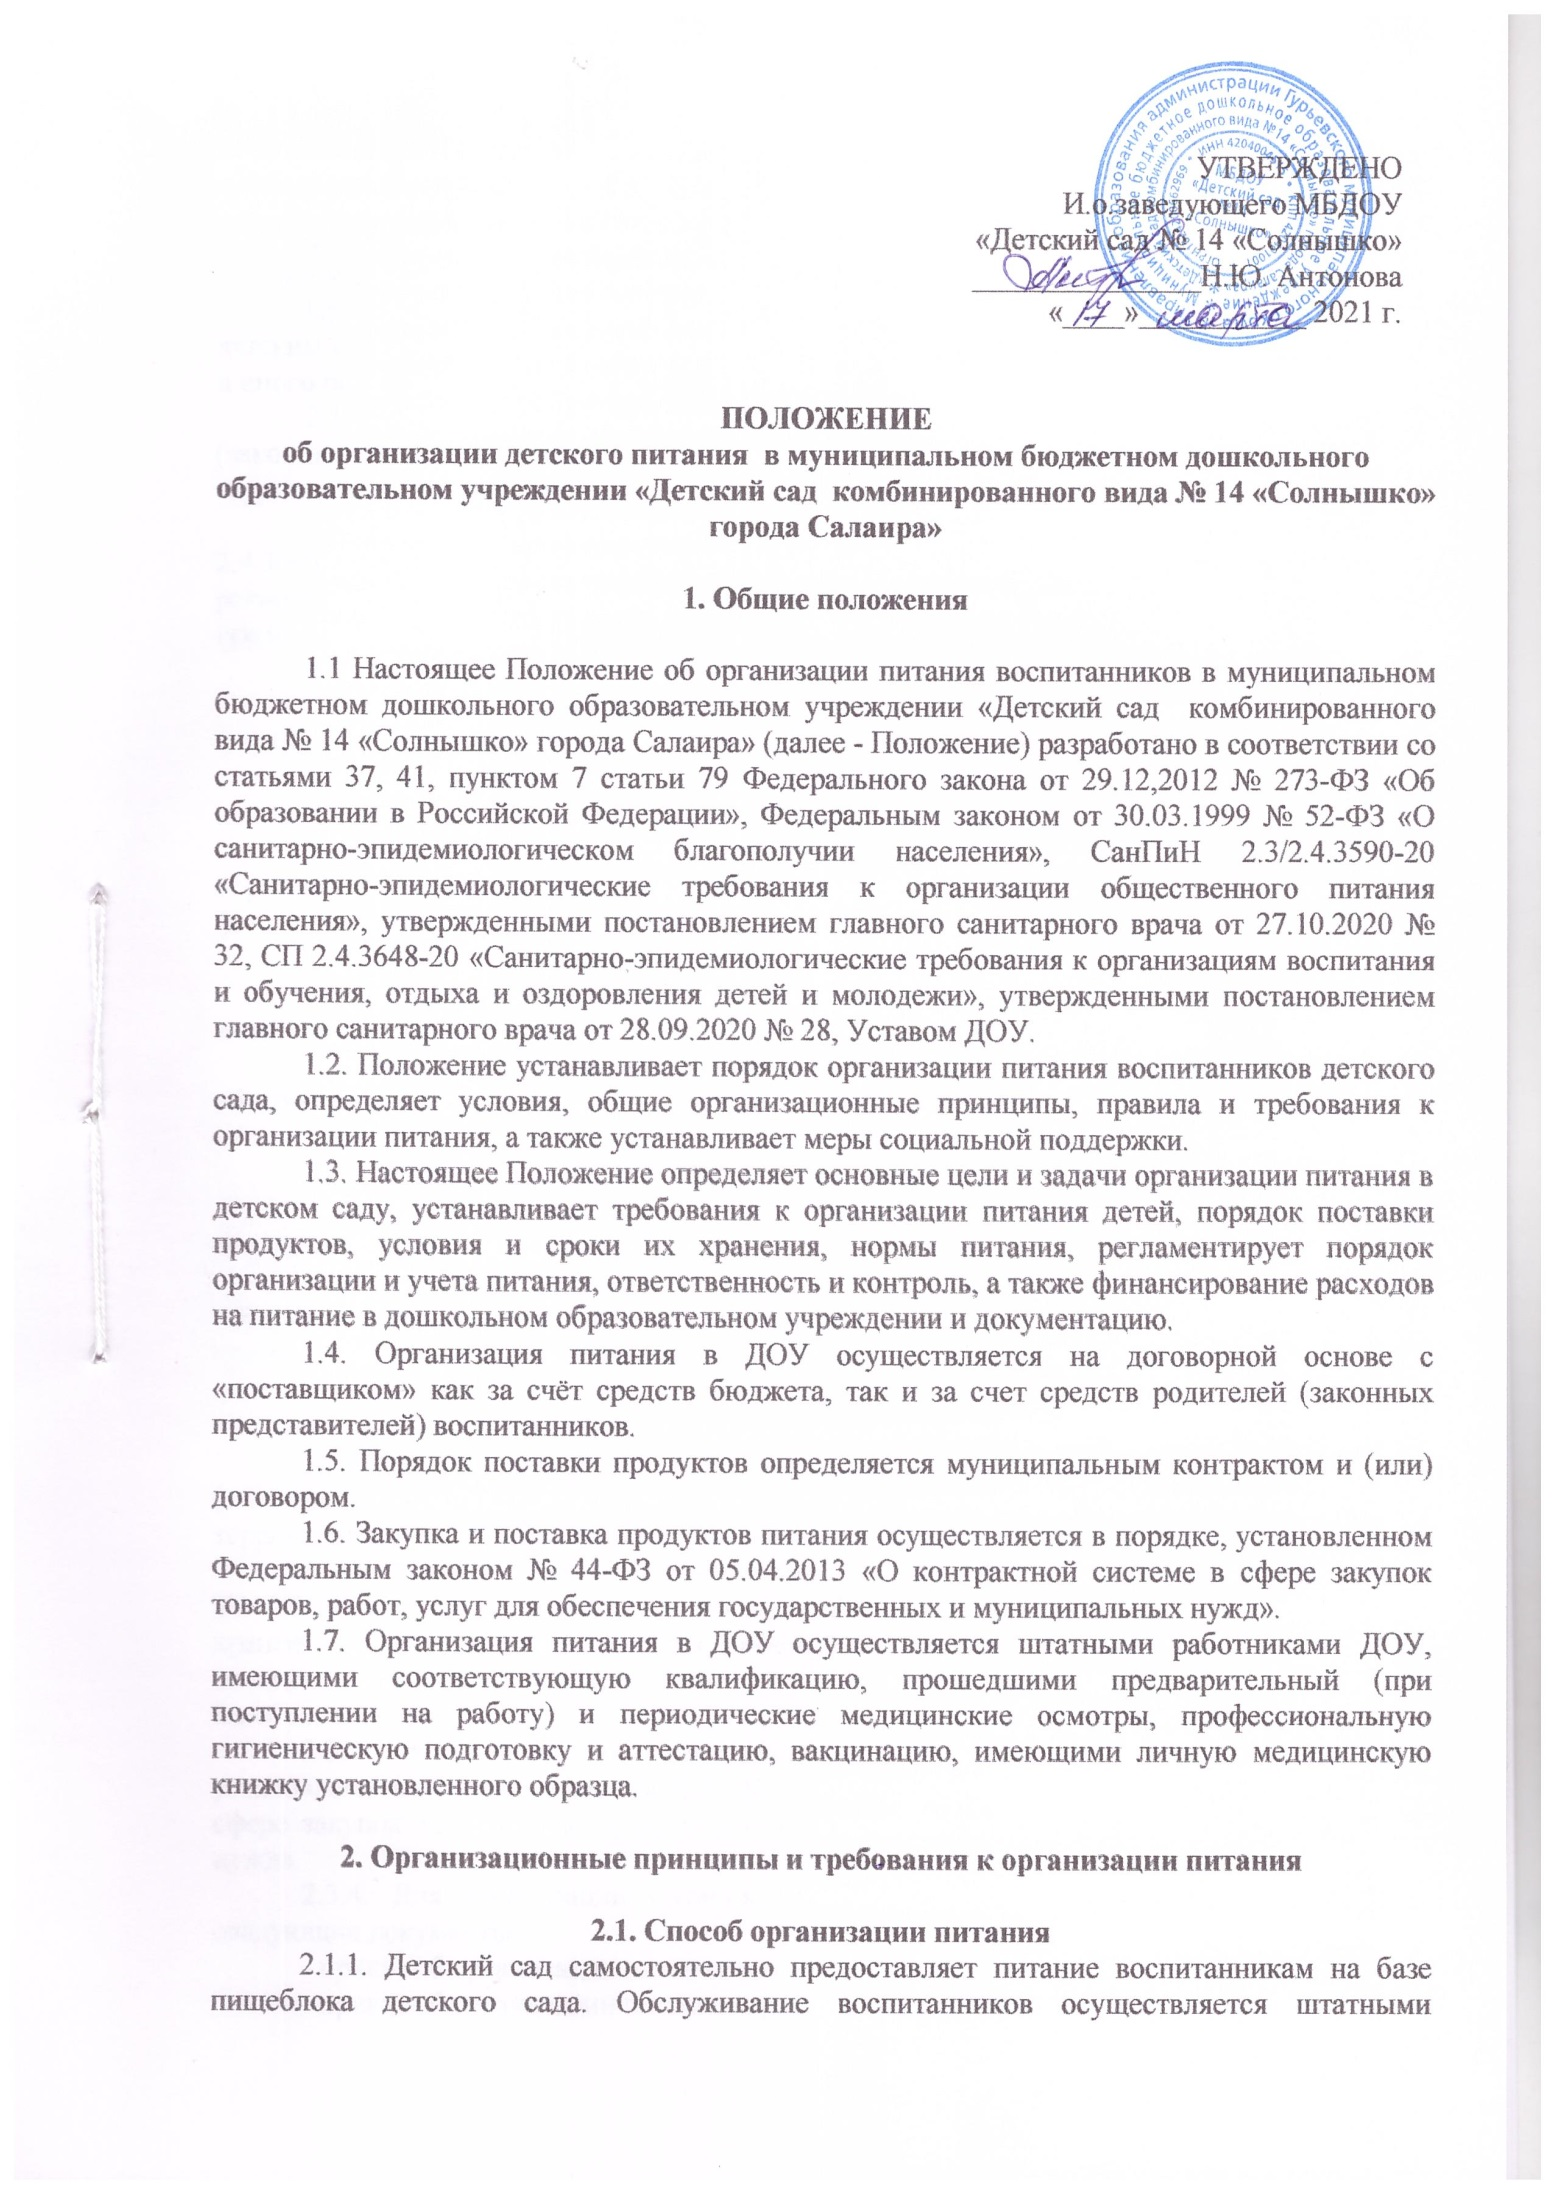 УТВЕРЖДЕНО
И.о.заведующего МБДОУ
«Детский сад № 14 «Солнышко»
Н.Ю. Антонова
« 17 » марта 2021 г.
ПОЛОЖЕНИЕ
об организации детского питания в муниципальном бюджетном дошкольного
образовательном учреждении «Детский сад комбинированного вида № 14 «Солнышко»
города Салаира»
1. Общие положения
1.1 Настоящее Положение об организации питания воспитанников в муниципальном
бюджетном дошкольного образовательном учреждении «Детский сад комбинированного
вида № 14 «Солнышко» города Салаира» (далее - Положение) разработано в соответствии со
статьями 37, 41, пунктом 7 статьи 79 Федерального закона от 29.12,2012 № 273-ФЗ «Об
образовании в Российской Федерации», Федеральным законом от 30.03.1999 № 52-ФЗ «О
санитарно-эпидемиологическом благополучии населения», СанПиН 2.3/2.4.3590-20
«Санитарно-эпидемиологические требования к организации общественного питания
населения», утвержденными постановлением главного санитарного врача от 27.10.2020 №
32, СП 2.4.3648-20 «Санитарно-эпидемиологические требования к организациям воспитания
и обучения, отдыха и оздоровления детей и молодежи», утвержденными постановлением
главного санитарного врача от 28.09.2020 № 28, Уставом ДОУ.
1.2. Положение устанавливает порядок организации питания воспитанников детского
сада, определяет условия, общие организационные принципы, правила и требования к
организации питания, а также устанавливает меры социальной поддержки.
1.3. Настоящее Положение определяет основные цели и задачи организации питания в
детском саду, устанавливает требования к организации питания детей, порядок поставки
продуктов, условия и сроки их хранения, нормы питания, регламентирует порядок
организации и учета питания, ответственность и контроль, а также финансирование расходов
на питание в дошкольном образовательном учреждении и документацию.
1.4. Организация питания в ДОУ осуществляется на договорной основе с
«поставщиком» как за счёт средств бюджета, так и за счет средств родителей (законных
представителей) воспитанников.
1.5. Порядок поставки продуктов определяется муниципальным контрактом и (или)
договором.
1.6. Закупка и поставка продуктов питания осуществляется в порядке, установленном
Федеральным законом № 44-ФЗ от 05.04.2013 «О контрактной системе в сфере закупок
товаров, работ, услуг для обеспечения государственных и муниципальных нужд».
1.7. Организация питания в ДОУ осуществляется штатными работниками ДОУ,
имеющими соответствующую квалификацию, прошедшими предварительный (при
поступлении на работу) и периодические медицинские осмотры, профессиональную
гигиеническую подготовку и аттестацию, вакцинацию, имеющими личную медицинскую
книжку установленного образца.
2. Организационные принципы и требования к организации питания
2.1. Способ организации питания
2.1.1. Детский сад самостоятельно предоставляет питание воспитанникам на базе
пищеблока детского сада. Обслуживание воспитанников осуществляется штатными